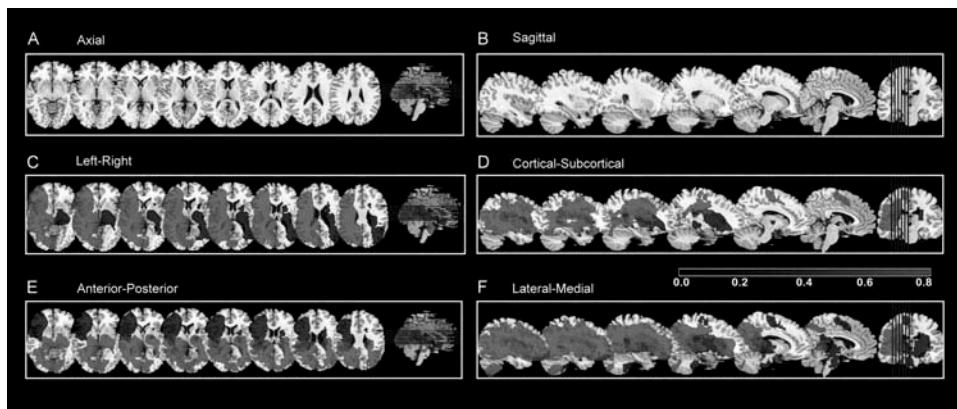 A Axial
B Sagittal
C Left-Right
D Cortical-Subcortical
0.0 0.2 0.4 0.6 0.8
E Anterior-Posterior
F Lateral-Medial